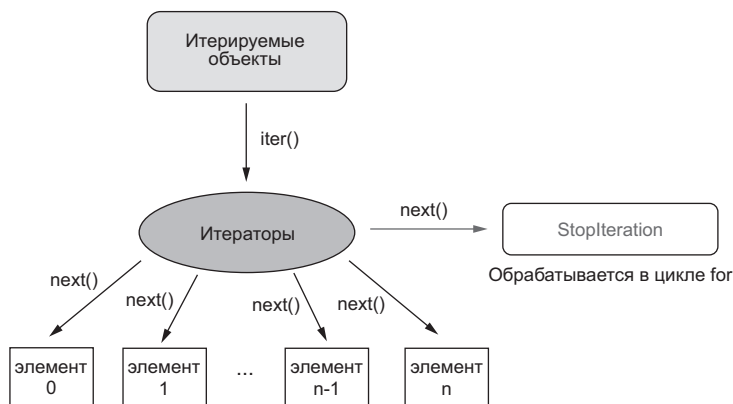 Итерируемые
объекты
iter()
Итераторы
next()
StopIteration
Обрабатывается в цикле for
next()
next()
next()
next()
элемент
0
элемент
1
...
элемент
n-1
элемент
n